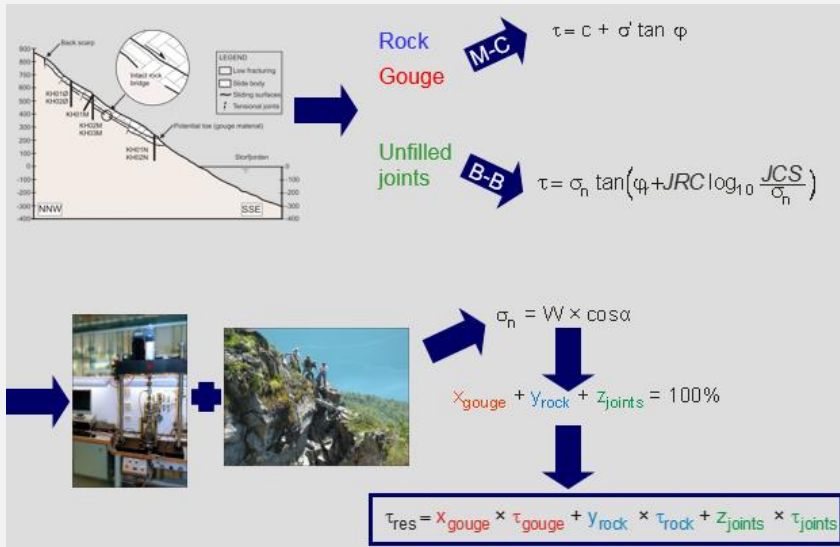 Back scarp
Intact rock
bridge
LEGEND
Low fracturing
Slide body
Sliding surfaces
Tensional joints
900
800
700
600
500
400
300
200
100
0
-100
-200
-300
-400
KH01Ø
KH02Ø
KH01M
KH02M
KH03M
Potential toe (gouge material)
KH01N
KH02N
Storfjorden
0
-100
-200
-300
-400
NNW
SSE
Rock
Gouge
M-C
τ = c + σ' tan φ
Unfilled
joints
B-B
τ = σn tan(φr + JRC log10 JCS/σn)
σn = W × cosα
xgouge + yrock + zjoints = 100%
τres = xgouge × τgouge + yrock × τrock + zjoints × τjoints